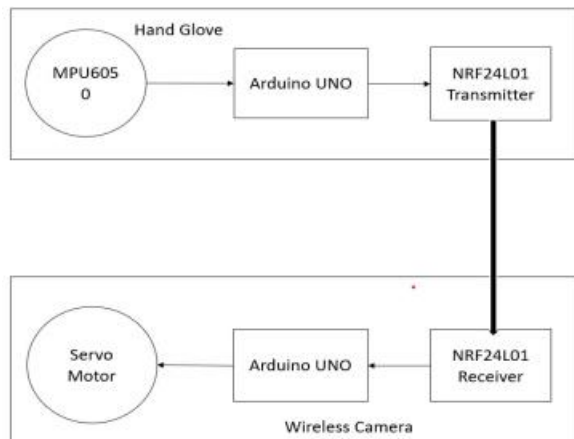 Hand Glove
MPU605
0
Arduino UNO
NRF24L01
Transmitter
Servo
Motor
Arduino UNO
NRF24L01
Receiver
Wireless Camera